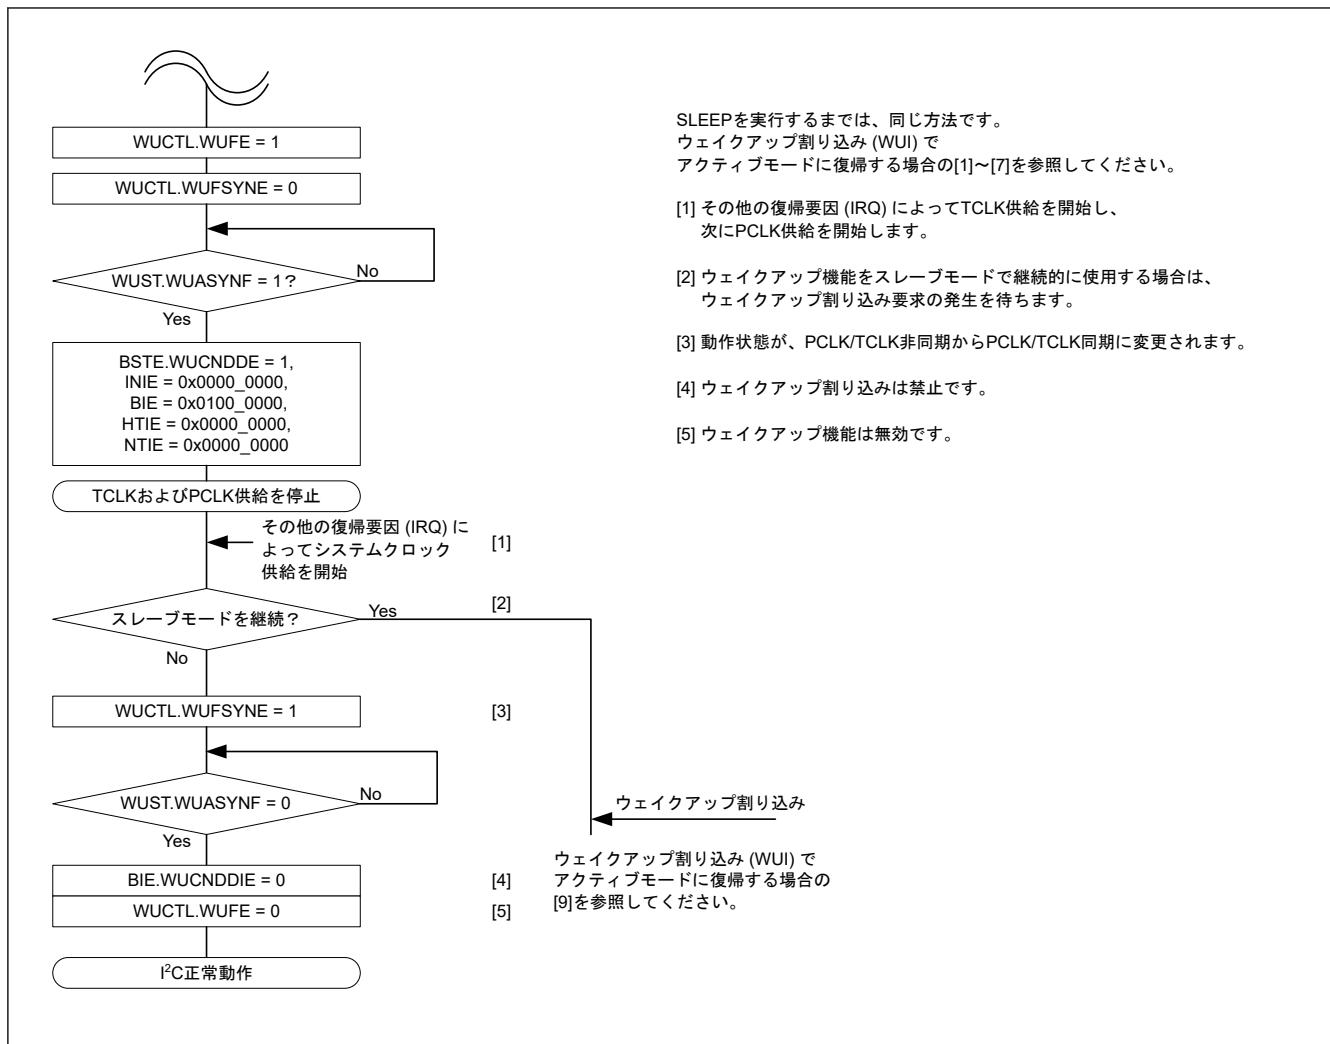 WUCTL.WUFE = 1
WUCTL.WUFSYNE = 0
WUST.WUASYNF = 1？
No
Yes
BSTE.WUCNDDE = 1,
INIE = 0x0000_0000,
BIE = 0x0100_0000,
HTIE = 0x0000_0000,
NTIE = 0x0000_0000
TCLKおよびPCLK供給を停止
その他の復帰要因 (IRQ) に
よってシステムクロック
供給を開始
[1]
スレーブモードを継続？
Yes
[2]
No
WUCTL.WUFSYNE = 1
[3]
WUST.WUASYNF = 0
No
Yes
ウェイクアップ割り込み
ウェイクアップ割り込み (WUI) で
アクティブモードに復帰する場合の
[9]を参照してください。
BIE.WUCNDDIE = 0
[4]
WUCTL.WUFE = 0
[5]
I²C正常動作
SLEEPを実行するまでは、同じ方法です。
ウェイクアップ割り込み (WUI) で
アクティブモードに復帰する場合の[1]～[7]を参照してください。
[1] その他の復帰要因 (IRQ) によってTCLK供給を開始し、
次にPCLK供給を開始します。
[2] ウェイクアップ機能をスレーブモードで継続的に使用する場合は、
ウェイクアップ割り込み要求の発生を待ちます。
[3] 動作状態が、PCLK/TCLK非同期からPCLK/TCLK同期に変更されます。
[4] ウェイクアップ割り込みは禁止です。
[5] ウェイクアップ機能は無効です。